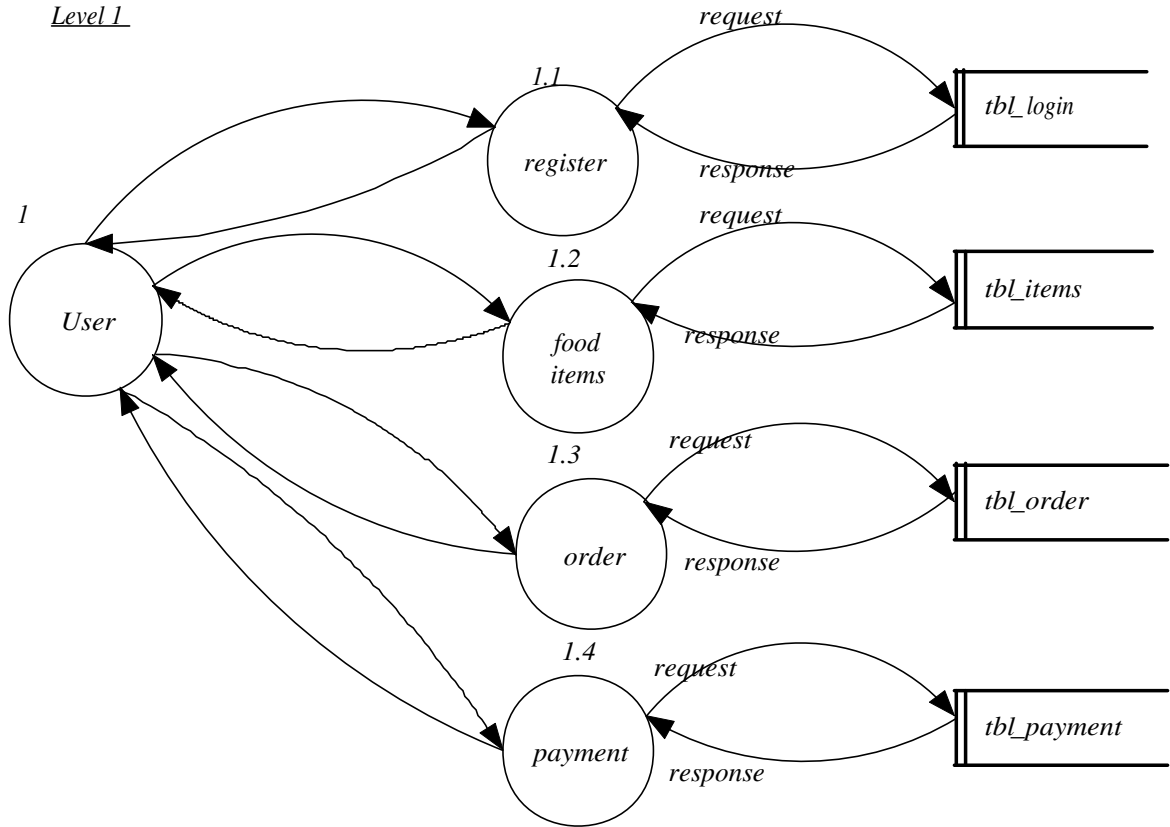 Level 1
request
1.1
tbl_login
register
response
1
request
1.2
tbl_items
User
food
items
response
1.3
request
tbl_order
order
response
1.4
request
tbl_payment
payment
response